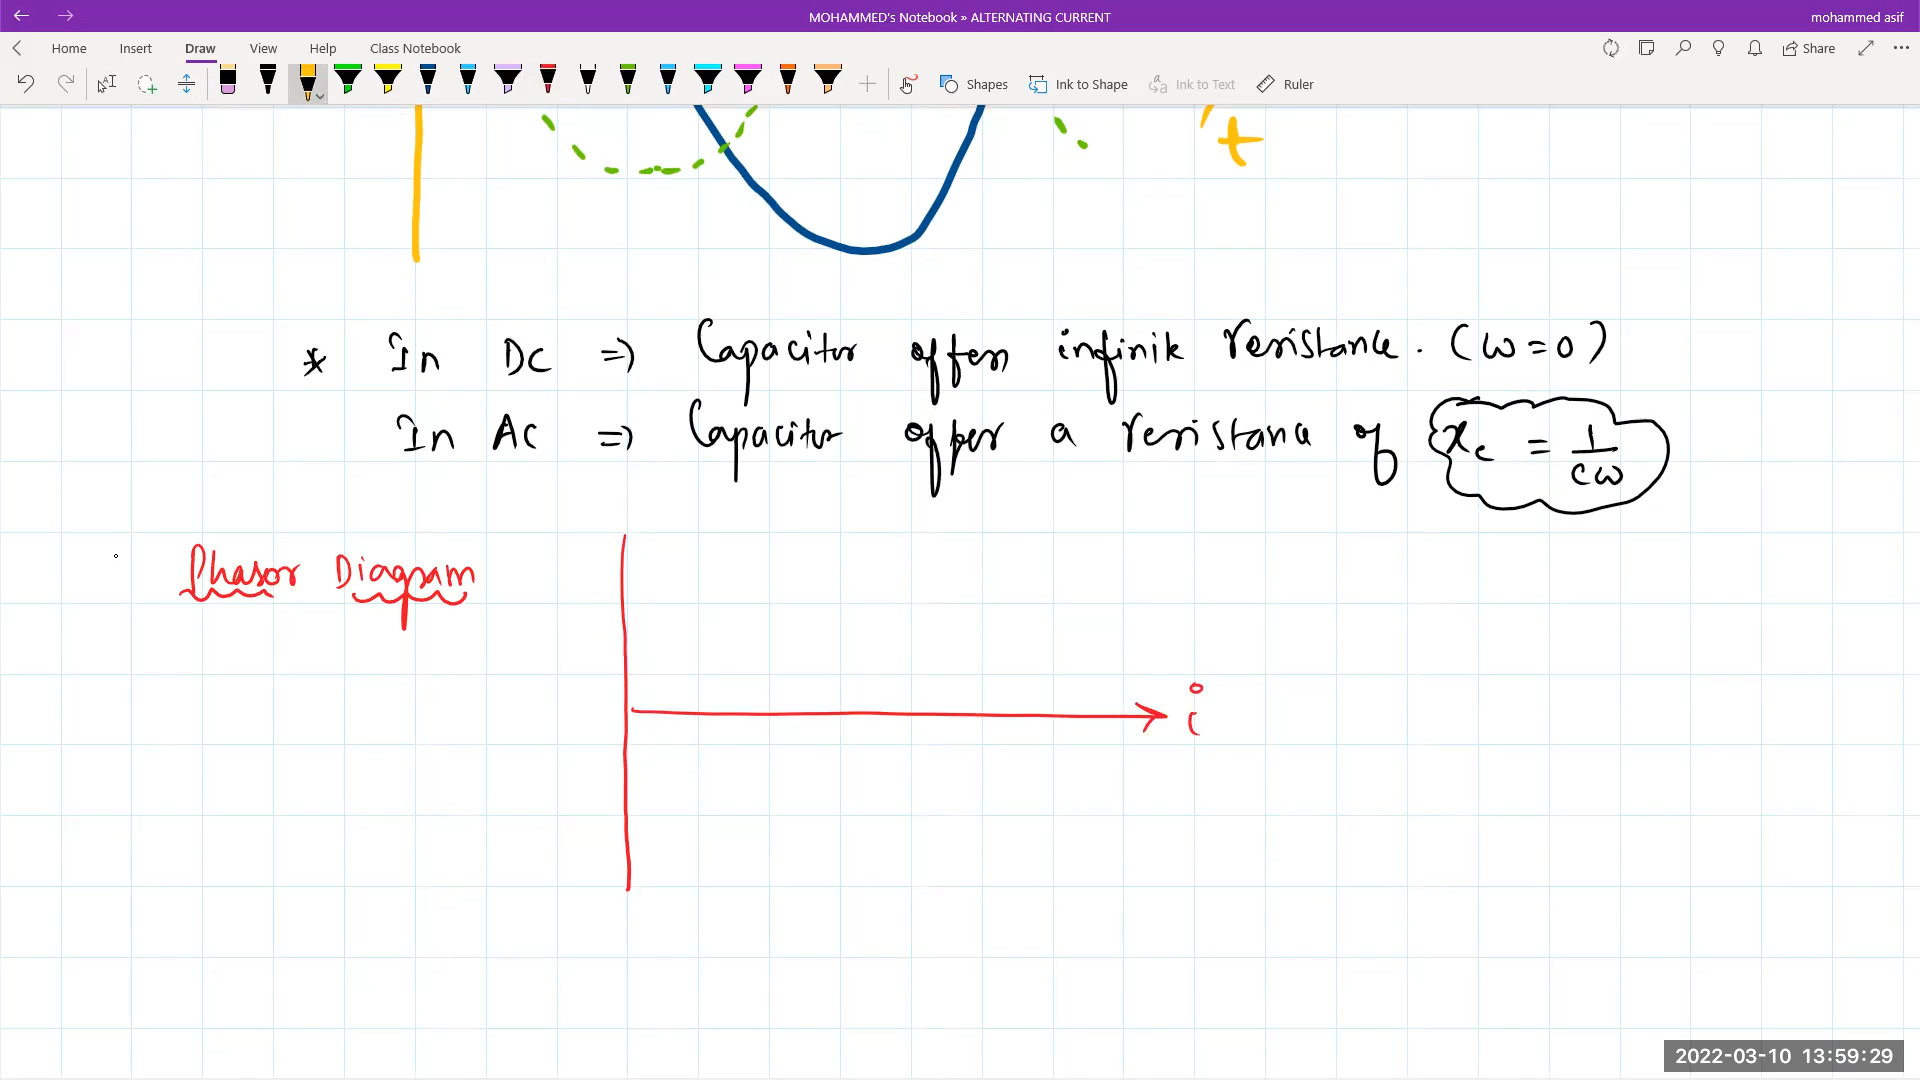 MOHAMMED's Notebook » ALTERNATING CURRENT
mohammed asif
Home Insert Draw View Help Class Notebook
Share
Shapes Ink to Shape Ink to Text Ruler
t
* In DC => Capacitor offers infinite resistance. (ω = 0)
In AC => Capacitor offer a resistance of Xc = 1/cω
Phasor Diagram
i
2022-03-10 13:59:29